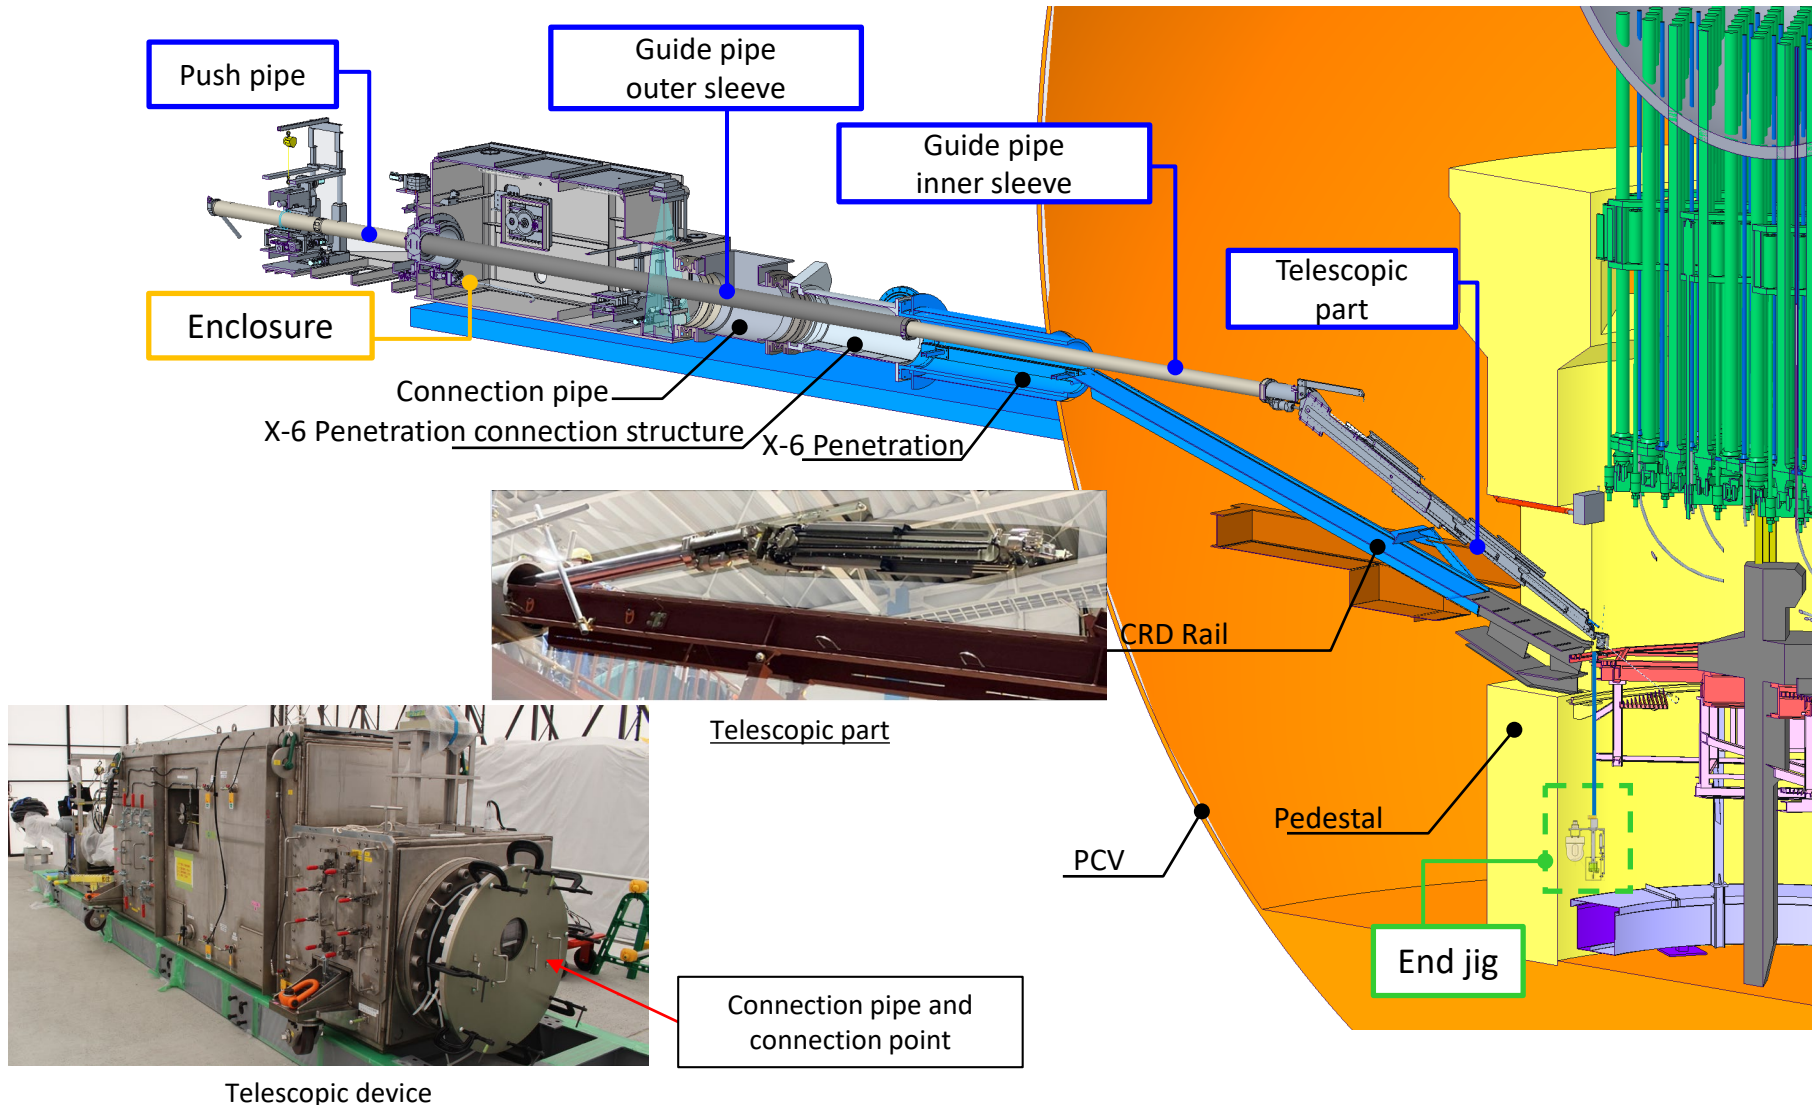 Push pipe
Guide pipe
outer sleeve
Guide pipe
inner sleeve
Telescopic
part
Enclosure
Connection pipe
X-6 Penetration connection structure
X-6 Penetration
CRD Rail
Telescopic part
Pedestal
PCV
End jig
Connection pipe and
connection point
Telescopic device